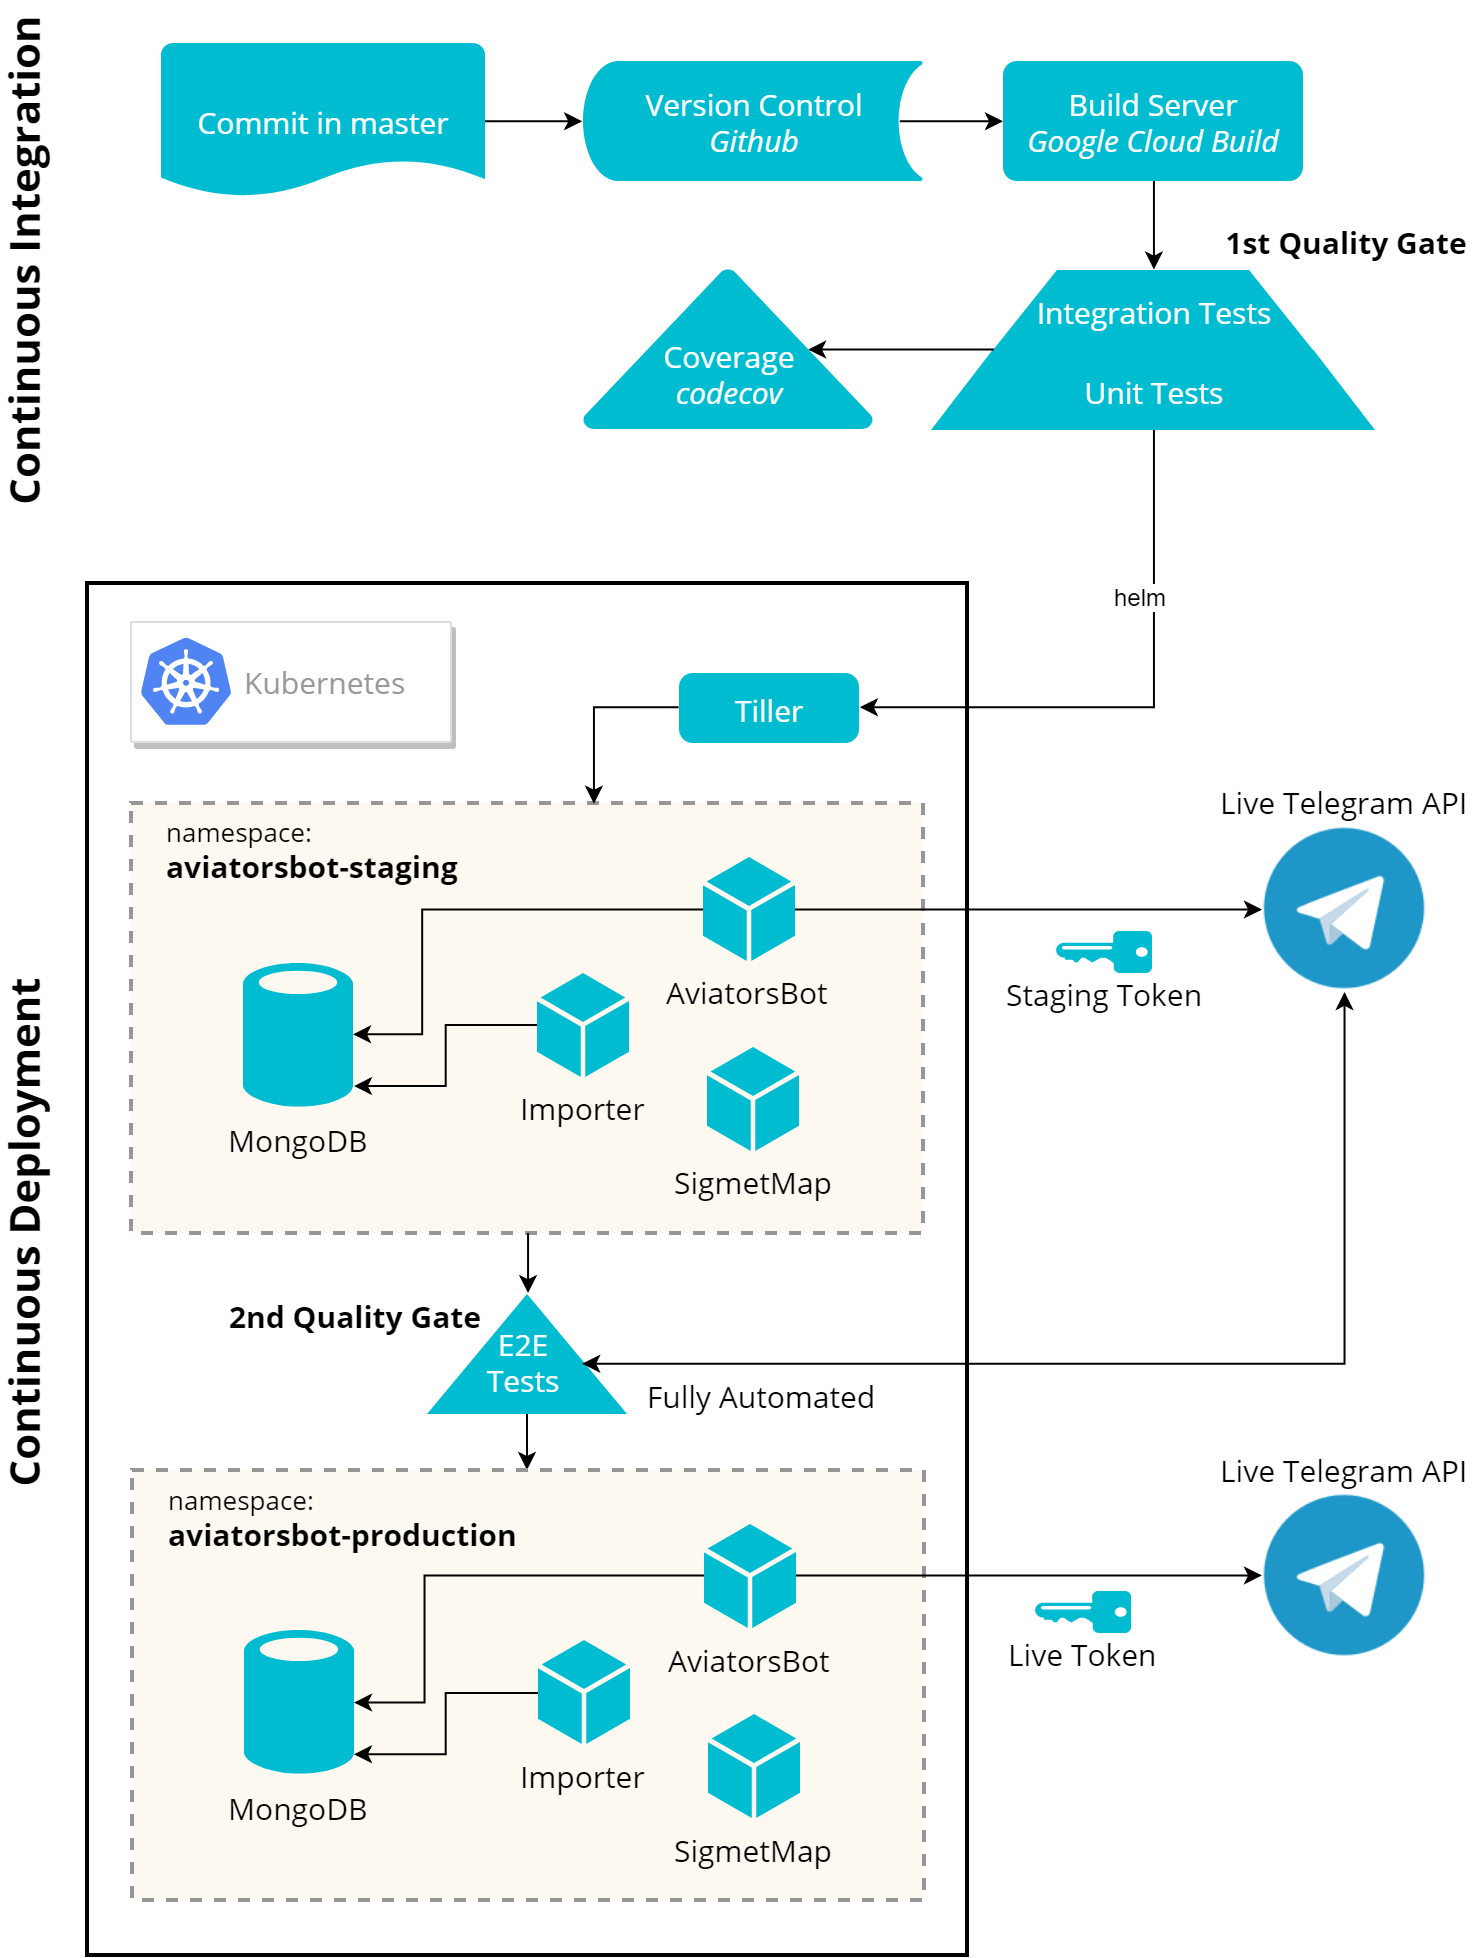 Continuous Integration
Commit in master
Version Control
Github
Build Server
Google Cloud Build
1st Quality Gate
Integration Tests
Unit Tests
Coverage
codecov
helm
Continuous Deployment
Kubernetes
Tiller
namespace:
aviatorsbot-staging
AviatorsBot
Importer
MongoDB
SigmetMap
Live Telegram API
Staging Token
2nd Quality Gate
E2E
Tests
Fully Automated
namespace:
aviatorsbot-production
AviatorsBot
Importer
MongoDB
SigmetMap
Live Telegram API
Live Token